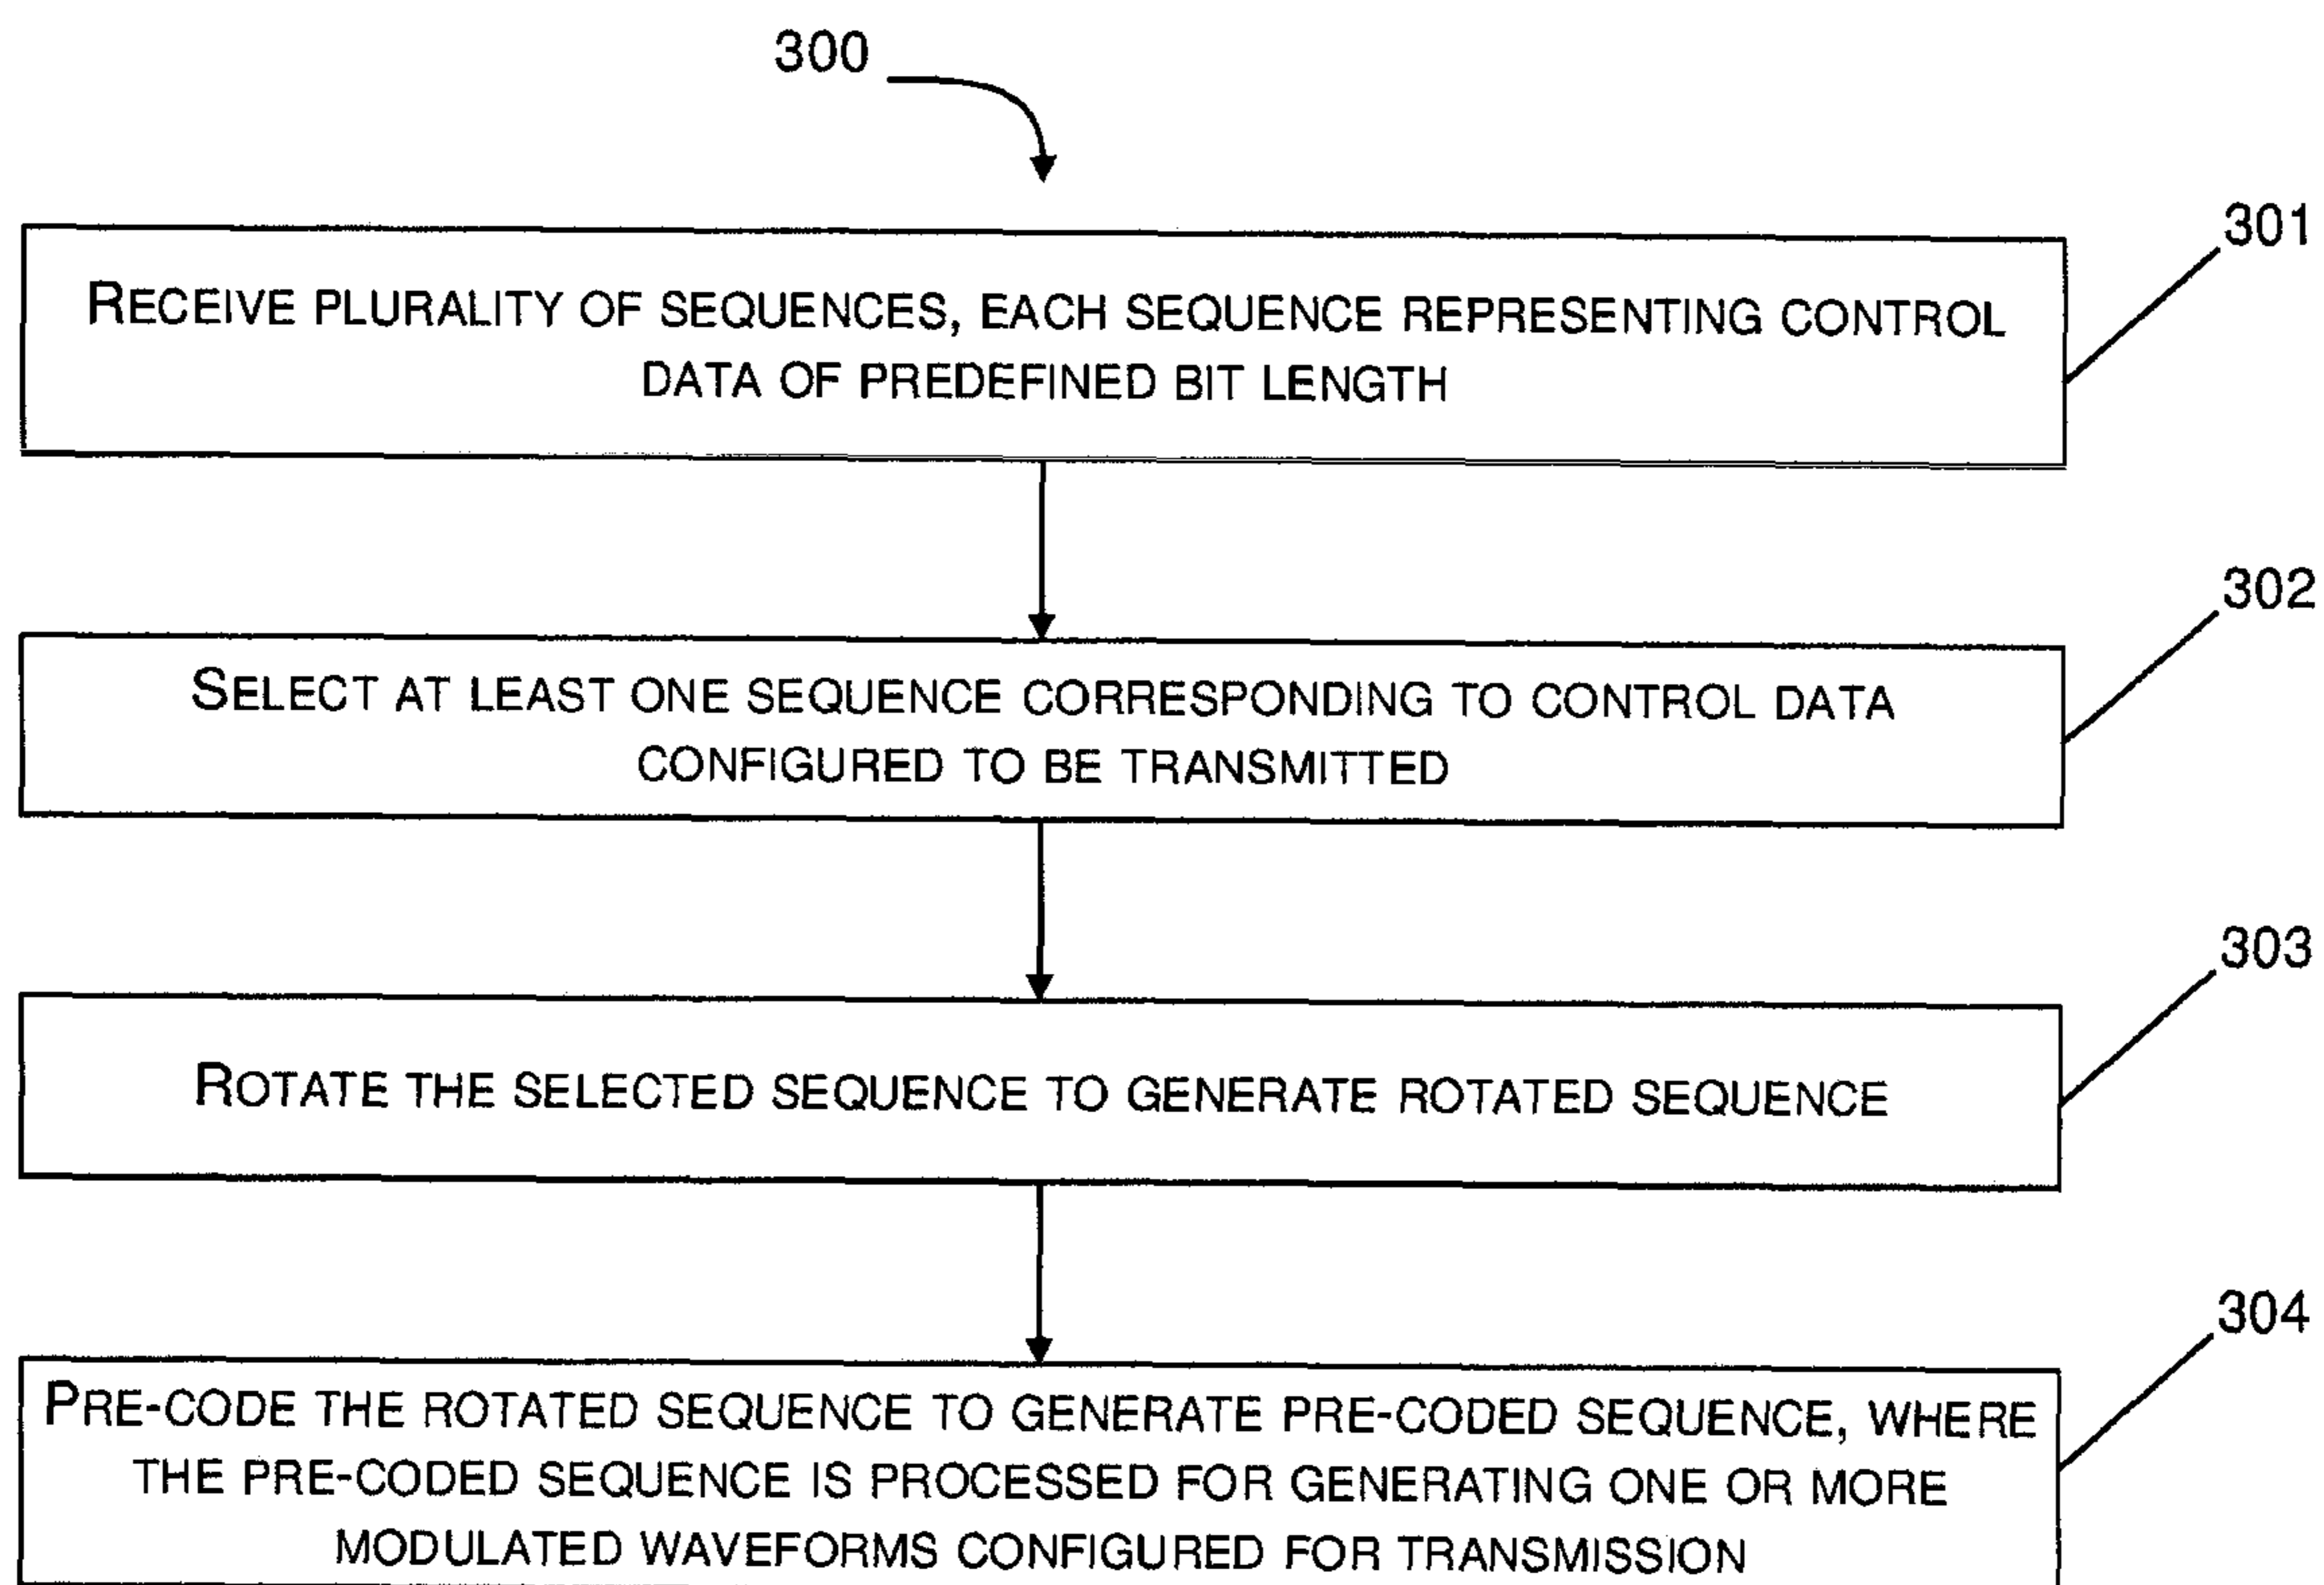 300
301
RECEIVE PLURALITY OF SEQUENCES, EACH SEQUENCE REPRESENTING CONTROL
DATA OF PREDEFINED BIT LENGTH
302
SELECT AT LEAST ONE SEQUENCE CORRESPONDING TO CONTROL DATA
CONFIGURED TO BE TRANSMITTED
303
ROTATE THE SELECTED SEQUENCE TO GENERATE ROTATED SEQUENCE
304
PRE-CODE THE ROTATED SEQUENCE TO GENERATE PRE-CODED SEQUENCE, WHERE
THE PRE-CODED SEQUENCE IS PROCESSED FOR GENERATING ONE OR MORE
MODULATED WAVEFORMS CONFIGURED FOR TRANSMISSION